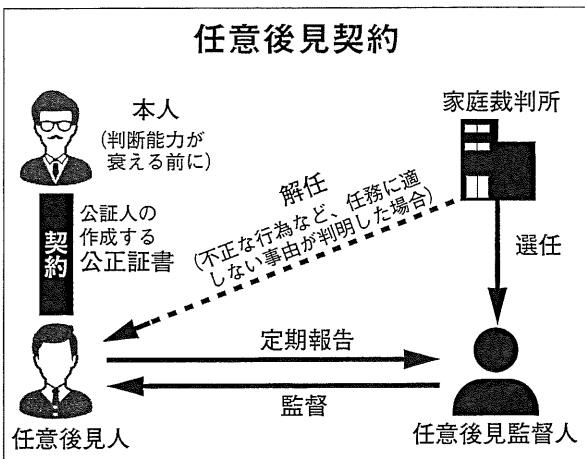 任意後見契約
本人
(判断能力が
衰える前に)
家庭裁判所
契約
公証人の
作成する
公正証書
解任
(不正な行為など、任務に適
しない事由が判明した場合)
選任
定期報告
監督
任意後見人
任意後見監督人